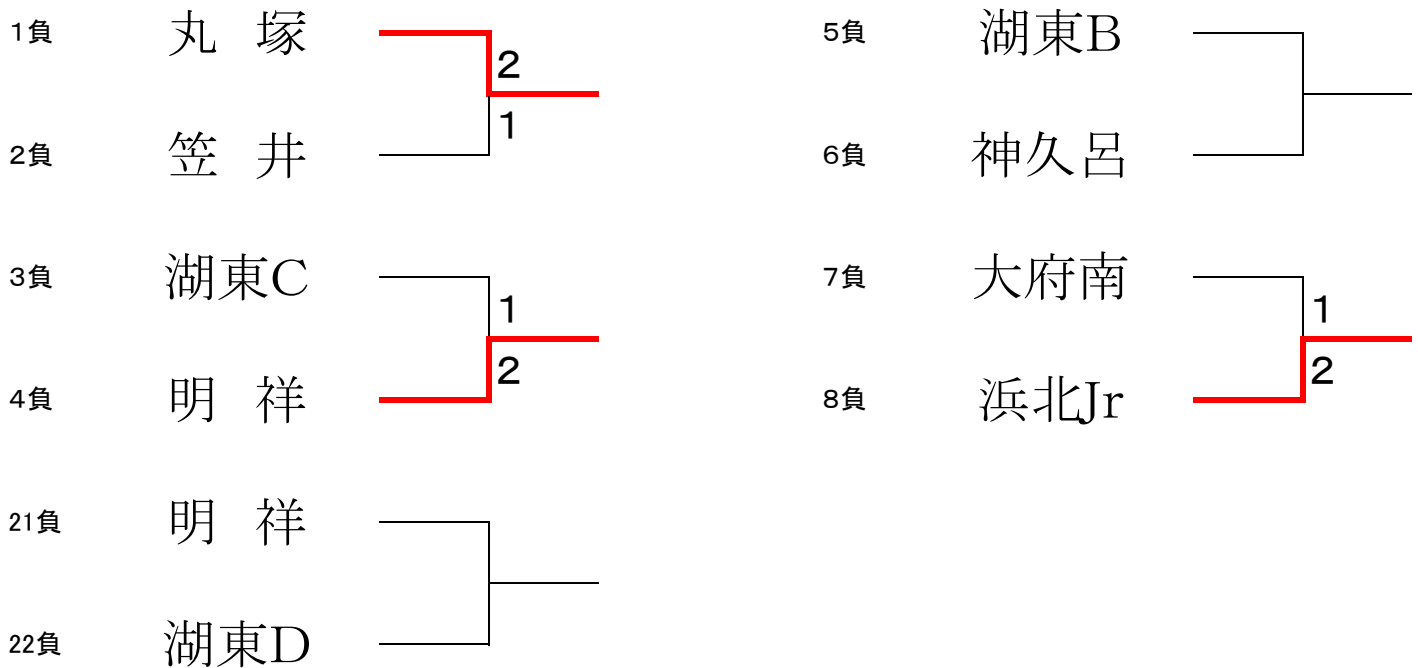 1負 丸 塚 2
1
2負 笠 井
3負 湖東C 1
2
4負 明 祥
21負 明 祥
22負 湖東D
5負 湖東B
6負 神久呂
7負 大府南 1
2
8負 浜北Jr